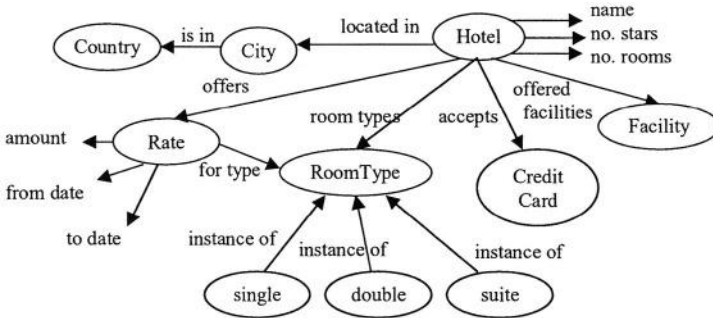 name
Country
is in
City
located in
Hotel
no. stars
no. rooms
offers
offered
facilities
amount
Rate
room types
accepts
Facility
for type
RoomType
from date
Credit
Card
to date
instance of
instance of
instance of
single
double
suite